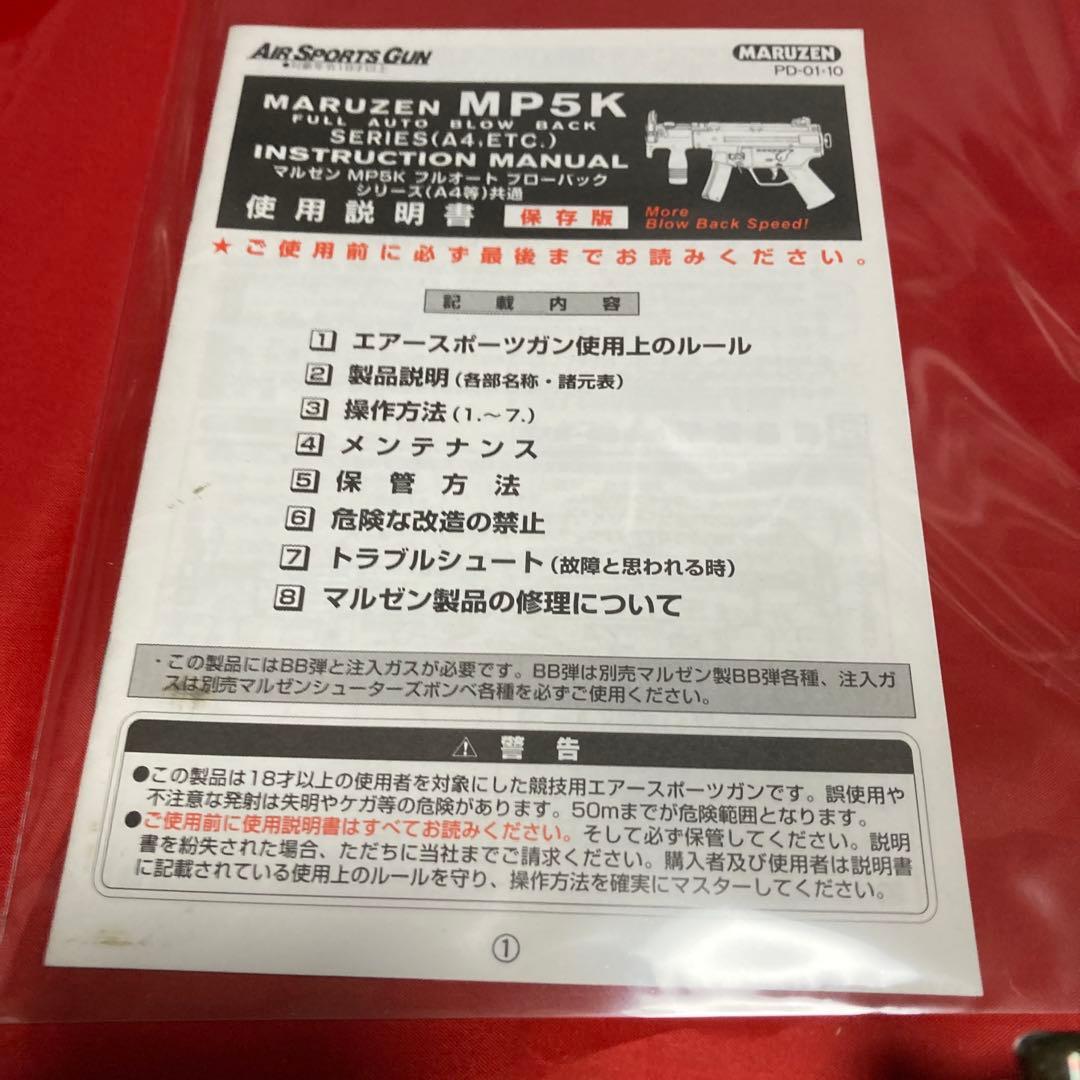 AIR SPORTS GUN
●対象年令18才以上
MARUZEN
PD-01-10
MARUZEN MP5K
FULL AUTO BLOW BACK
SERIES(A4,ETC.)
INSTRUCTION MANUAL
マルゼン MP5K フルオート ブローバック
シリーズ(A4等)共通
使用説明書 保存版
More
Blow Back Speed!
★ご使用前に必ず最後までお読みください。
記載内容
1 エアースポーツガン使用上のルール
2 製品説明(各部名称・諸元表)
3 操作方法(1.～7.)
4 メンテナンス
5 保管方法
6 危険な改造の禁止
7 トラブルシュート(故障と思われる時)
8 マルゼン製品の修理について
・この製品にはBB弾と注入ガスが必要です。BB弾は別売マルゼン製BB弾各種、注入ガ
スは別売マルゼンシューターズボンベ各種を必ずご使用ください。
⚠ 警告
●この製品は18才以上の使用者を対象にした競技用エアースポーツガンです。誤使用や
不注意な発射は失明やケガ等の危険があります。50mまでが危険範囲となります。
●ご使用前に使用説明書はすべてお読みください。そして必ず保管してください。説明
書を紛失された場合、ただちに当社までご請求ください。購入者及び使用者は説明書
に記載されている使用上のルールを守り、操作方法を確実にマスターしてください。
①